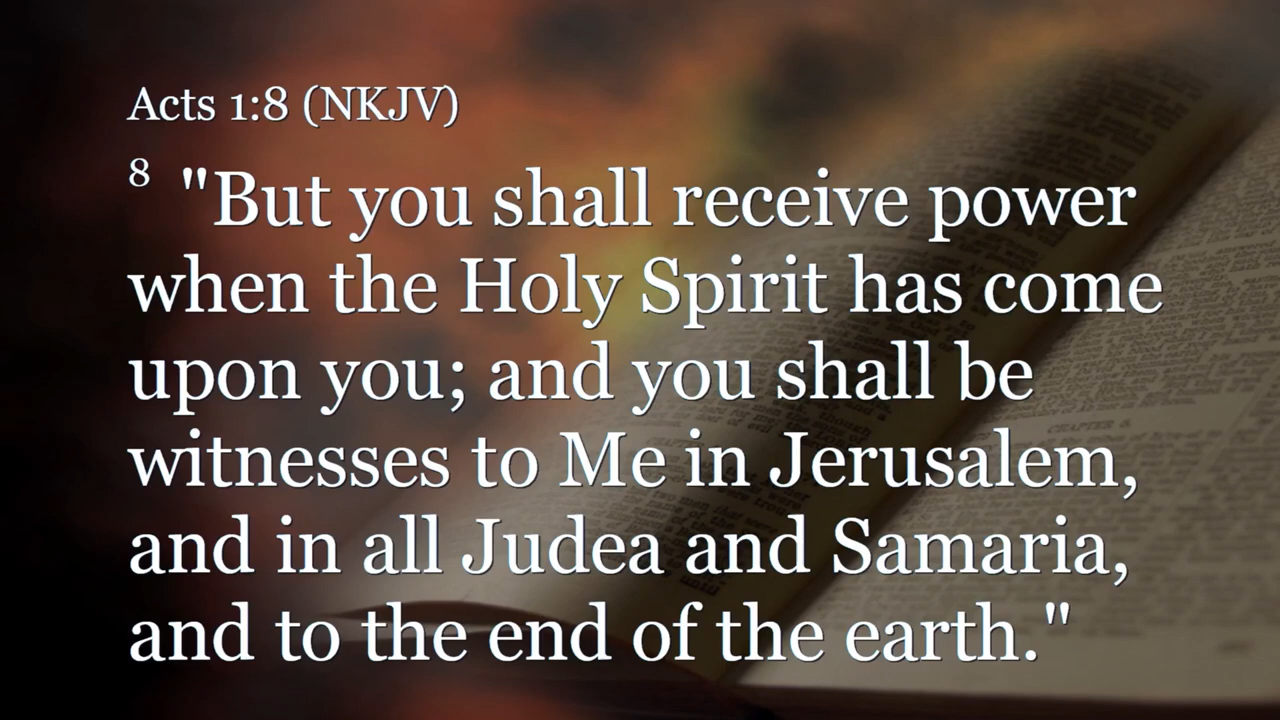 Acts 1:8 (NKJV)
8 "But you shall receive power
when the Holy Spirit has come
upon you; and you shall be
witnesses to Me in Jerusalem,
and in all Judea and Samaria,
and to the end of the earth."
CHAPTER